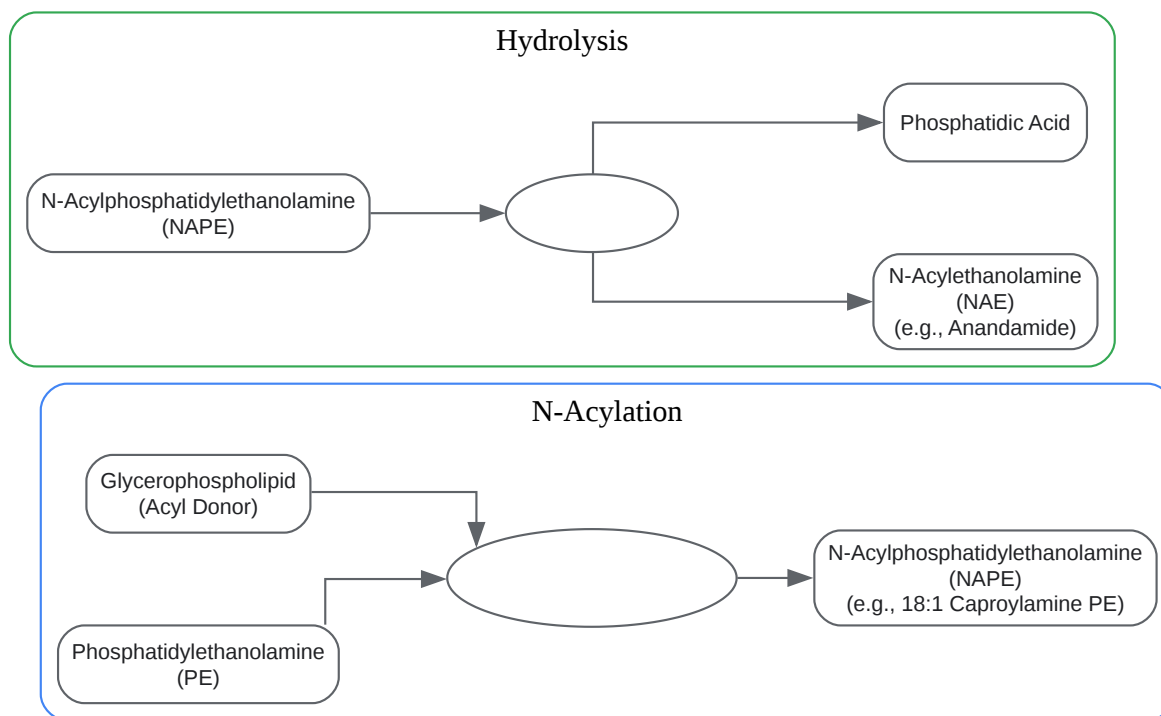 Hydrolysis
Phosphatidic Acid
N-Acylphosphatidylethanolamine
(NAPE)
N-Acylethanolamine
(NAE)
(e.g., Anandamide)
N-Acylation
Glycerophospholipid
(Acyl Donor)
N-Acylphosphatidylethanolamine
(NAPE)
(e.g., 18:1 Caproylamine PE)
Phosphatidylethanolamine
(PE)